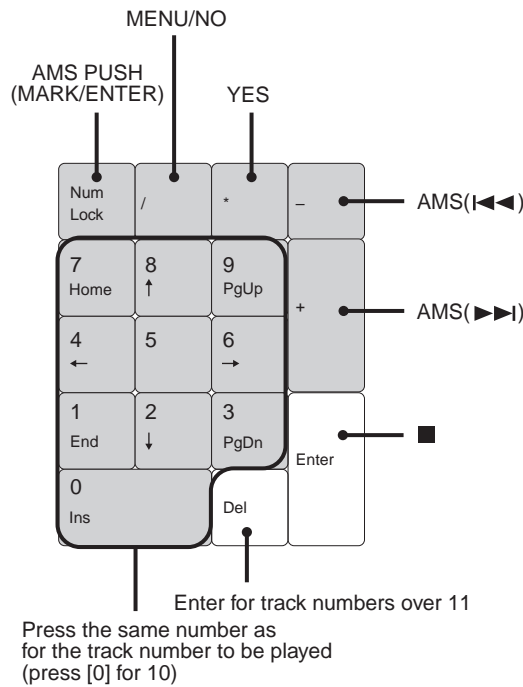 MENU/NO
AMS PUSH
(MARK/ENTER)
YES
Num
Lock
/
*
–
AMS(|◀◀)
7
Home
8
↑
9
PgUp
+
AMS(▶▶|)
4
←
5
6
→
1
End
2
↓
3
PgDn
Enter
■
0
Ins
Del
Enter for track numbers over 11
Press the same number as
for the track number to be played
(press [0] for 10)